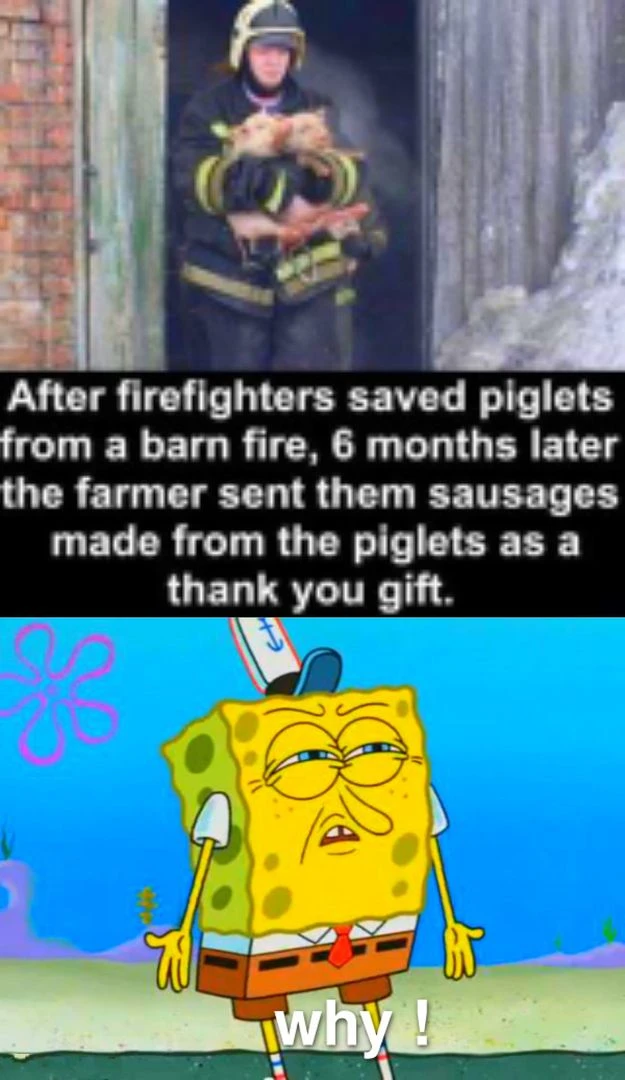 After firefighters saved piglets
from a barn fire, 6 months later
the farmer sent them sausages
made from the piglets as a
thank you gift.
why !